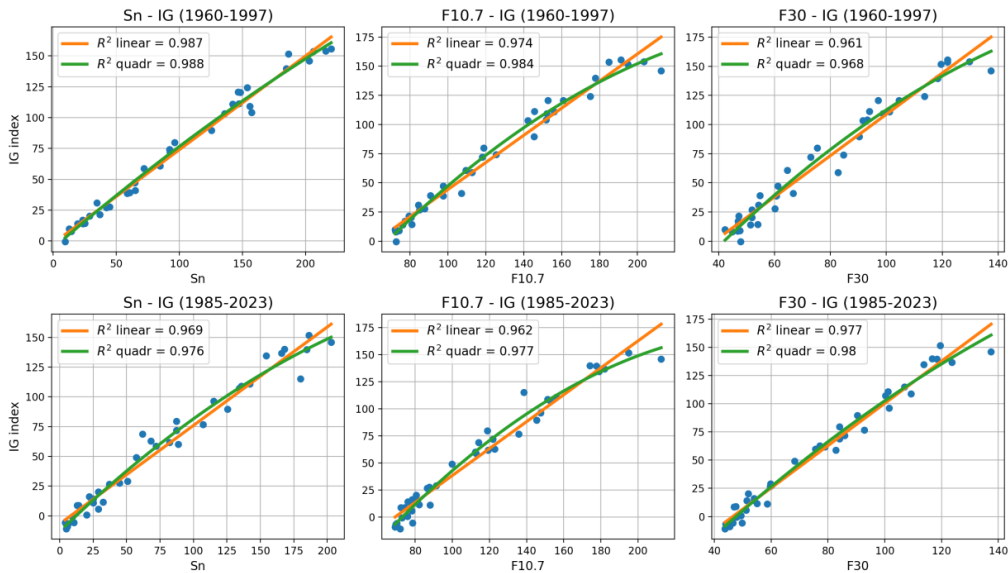 Sn - IG (1960-1997)
R² linear = 0.987
R² quadr = 0.988
IG index
150
125
100
75
50
25
0
0 50 100 150 200
Sn
F10.7 - IG (1960-1997)
R² linear = 0.974
R² quadr = 0.984
175
150
125
100
75
50
25
0
80 100 120 140 160 180 200
F10.7
F30 - IG (1960-1997)
R² linear = 0.961
R² quadr = 0.968
175
150
125
100
75
50
25
0
40 60 80 100 120 140
F30
Sn - IG (1985-2023)
R² linear = 0.969
R² quadr = 0.976
IG index
150
125
100
75
50
25
0
0 25 50 75 100 125 150 175 200
Sn
F10.7 - IG (1985-2023)
R² linear = 0.962
R² quadr = 0.977
175
150
125
100
75
50
25
0
80 100 120 140 160 180 200
F10.7
F30 - IG (1985-2023)
R² linear = 0.977
R² quadr = 0.98
175
150
125
100
75
50
25
0
40 60 80 100 120 140
F30